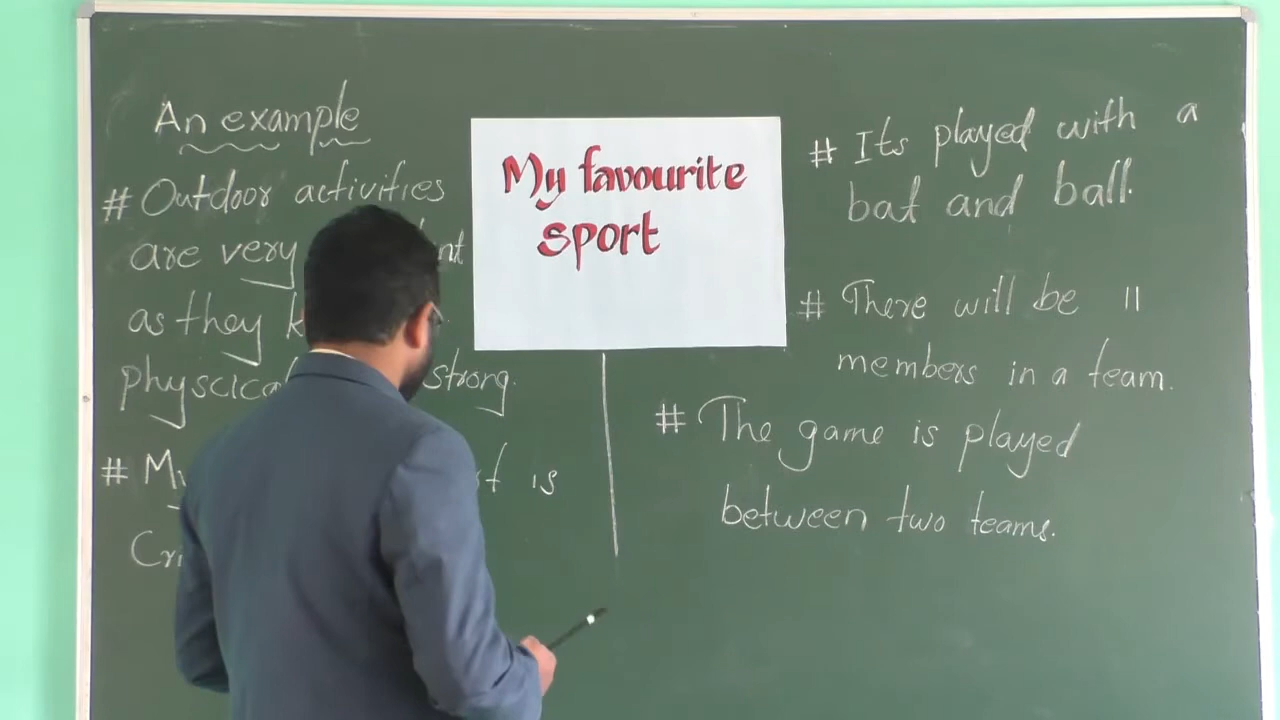 An example
# Outdoor activities
are very
as they
strong.
# My is
My favourite
sport
# Its played with a
bat and ball.
# There will be 11
members in a team.
# The game is played
between two teams.